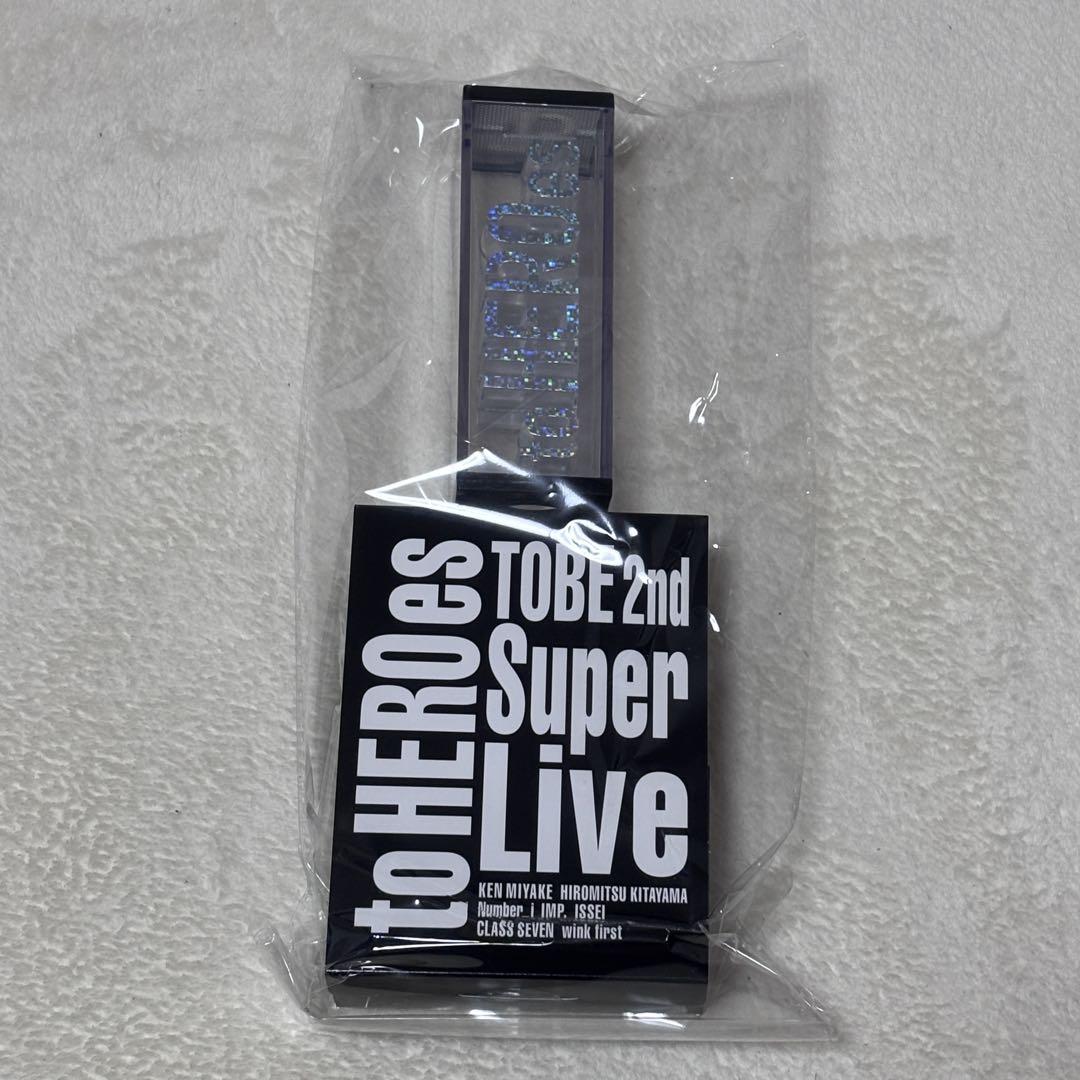 to HEROes
to HEROes
TOBE 2nd
Super
Live
KEN MIYAKE HIROMITSU KITAYAMA
Number_i IMP. ISSEI
CLASS SEVEN wink first